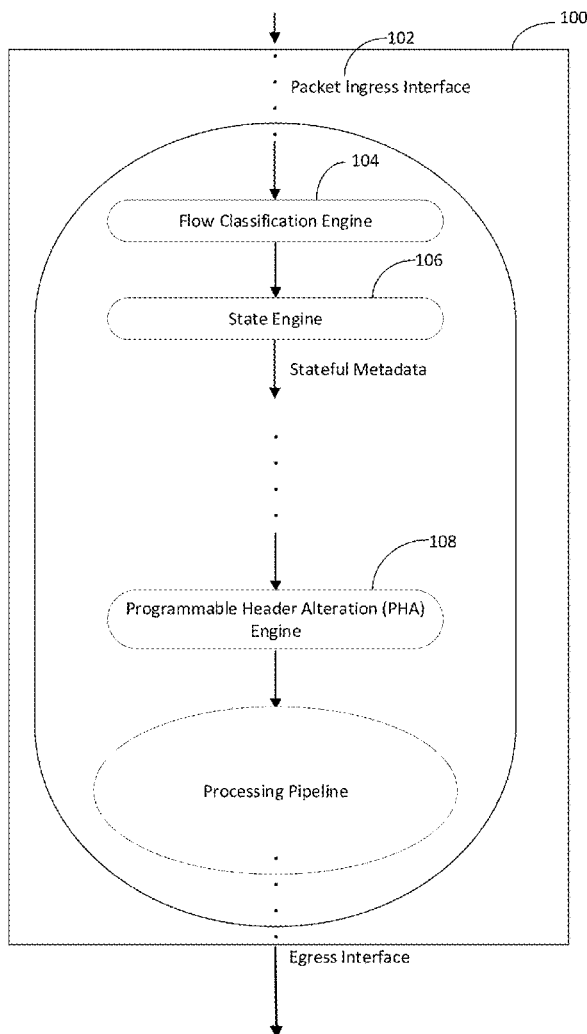 100
102
Packet Ingress Interface
104
Flow Classification Engine
106
State Engine
Stateful Metadata
108
Programmable Header Alteration (PHA)
Engine
Processing Pipeline
Egress Interface